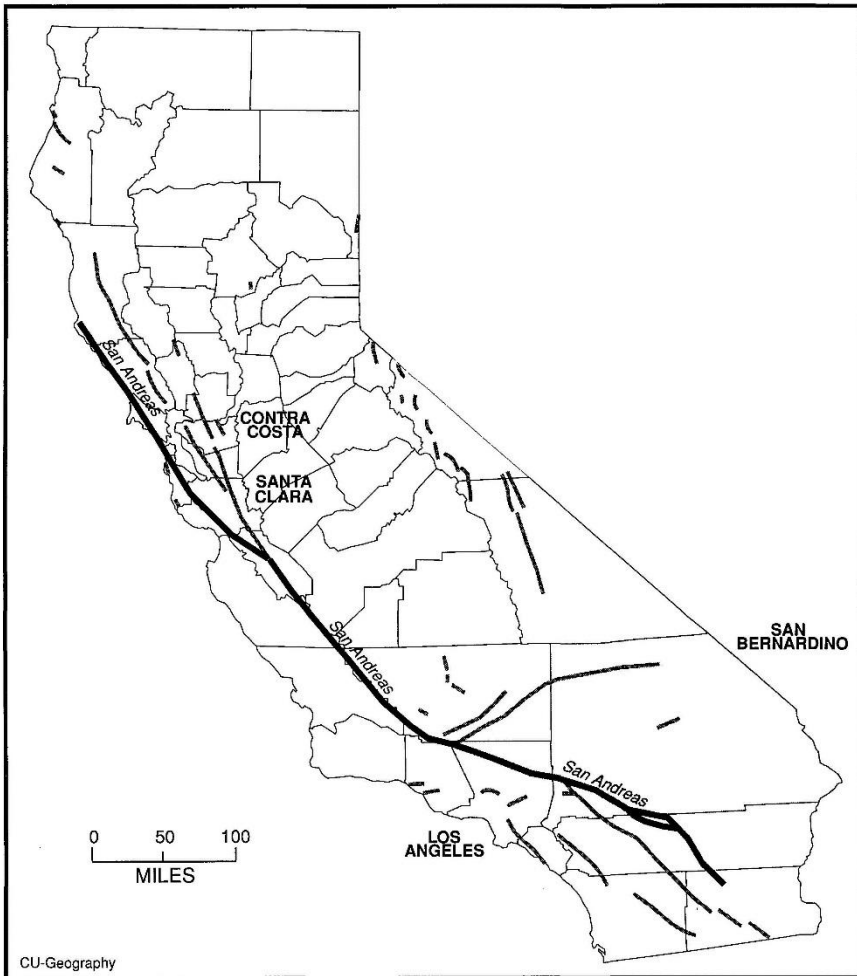 San Andreas
CONTRA
COSTA
SANTA
CLARA
San Andreas
SAN
BERNARDINO
San Andreas
LOS
ANGELES
0 50 100
MILES
CU-Geography